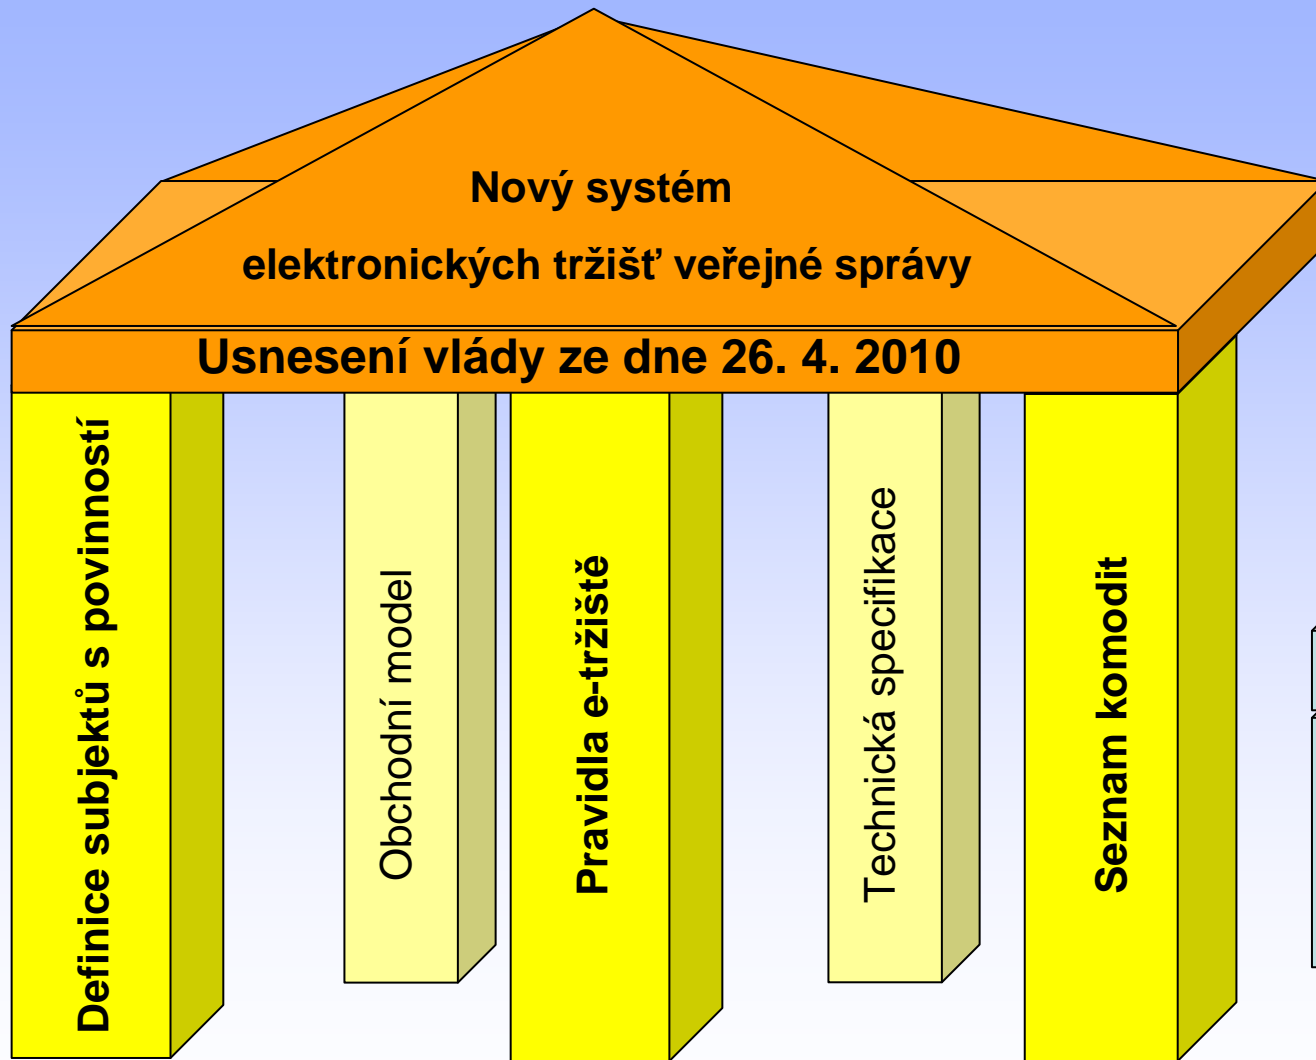 Nový systém
elektronických tržišť veřejné správy
Usnesení vlády ze dne 26. 4. 2010
Definice subjektů s povinností
Obchodní model
Pravidla e-tržiště
Technická specifikace
Seznam komodit